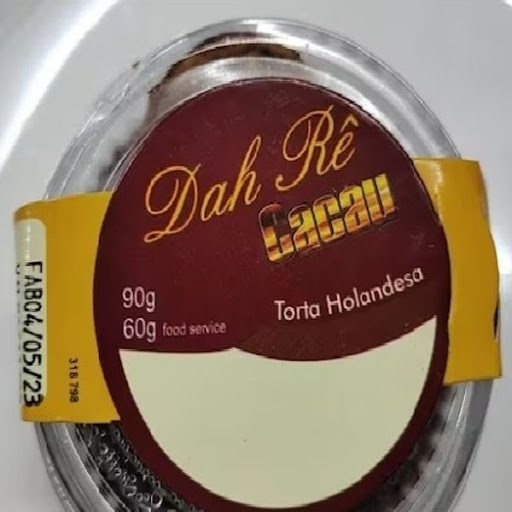 Dah Rê
Cacau
Torta Holandesa
90g
60g food service
FAB04/05/23
318 798